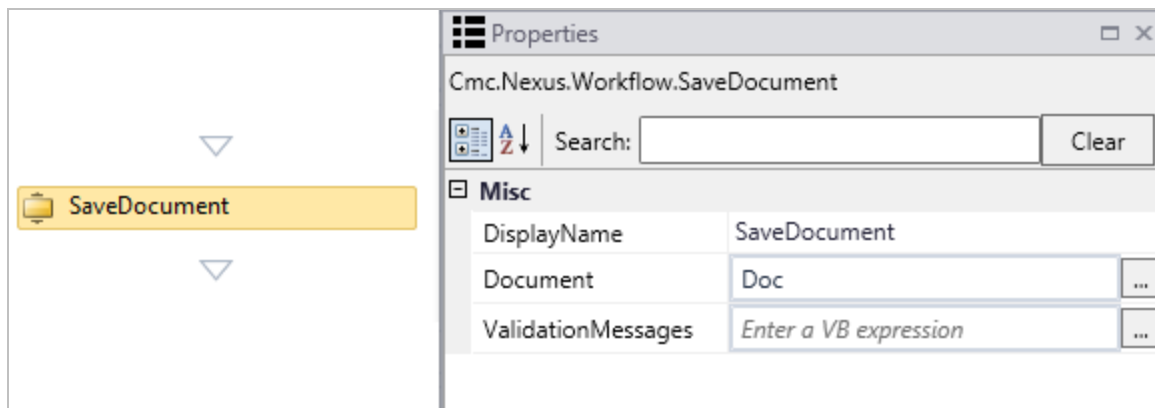 Properties
Cmc.Nexus.Workflow.SaveDocument
A
Z
Search:
Clear
SaveDocument
Misc
DisplayName SaveDocument
Document Doc ...
ValidationMessages Enter a VB expression ...